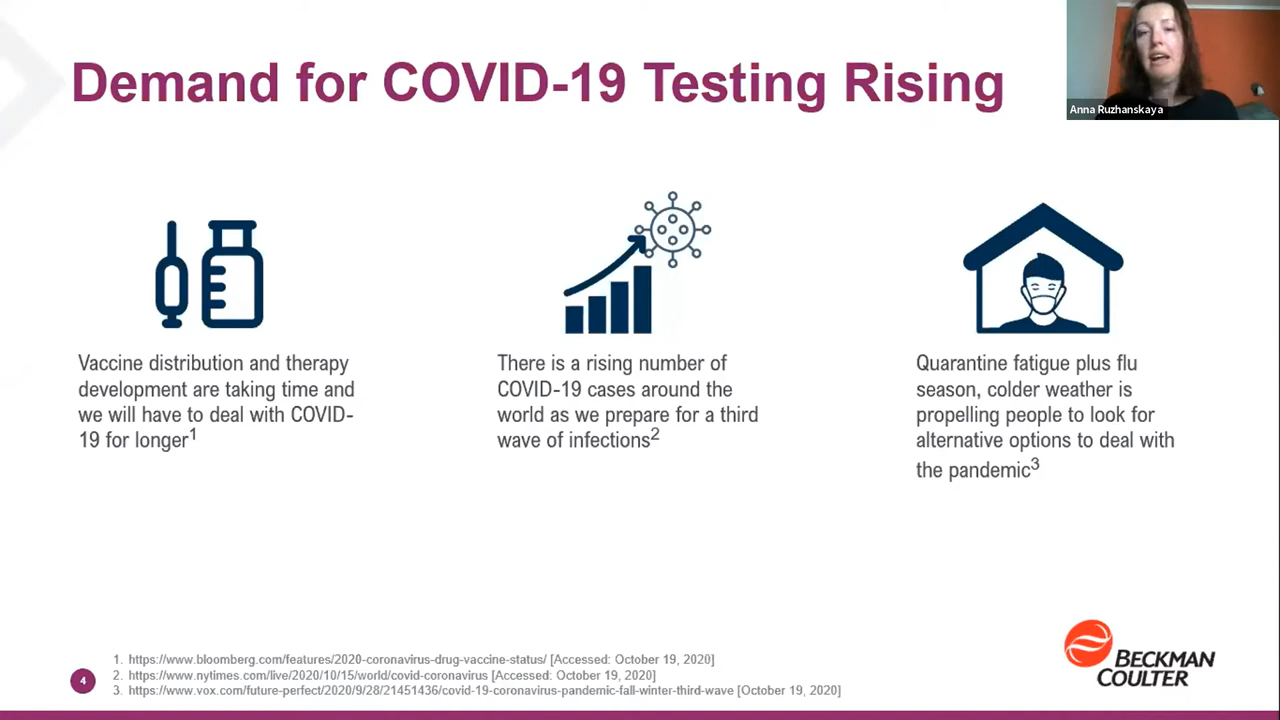 Demand for COVID-19 Testing Rising
Anna Ruzhanskaya
Vaccine distribution and therapy
development are taking time and
we will have to deal with COVID-
19 for longer1
There is a rising number of
COVID-19 cases around the
world as we prepare for a third
wave of infections2
Quarantine fatigue plus flu
season, colder weather is
propelling people to look for
alternative options to deal with
the pandemic3
1. https://www.bloomberg.com/features/2020-coronavirus-drug-vaccine-status/ [Accessed: October 19, 2020]
2. https://www.nytimes.com/live/2020/10/15/world/covid-coronavirus [Accessed: October 19, 2020]
3. https://www.vox.com/future-perfect/2020/9/28/21451436/covid-19-coronavirus-pandemic-fall-winter-third-wave [October 19, 2020]
4
BECKMAN
COULTER